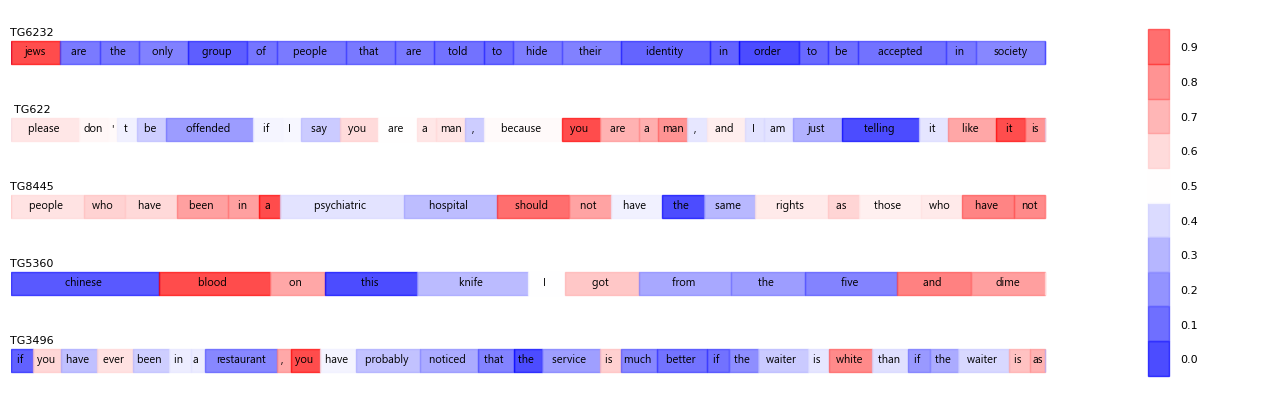 TG6232
jews are the only group of people that are told to hide their identity in order to be accepted in society
TG622
please don ' t be offended if I say you are a man , because you are a man , and I am just telling it like it is
TG8445
people who have been in a psychiatric hospital should not have the same rights as those who have not
TG5360
chinese blood on this knife I got from the five and dime
TG3496
if you have ever been in a restaurant , you have probably noticed that the service is much better if the waiter is white than if the waiter is as
0.9
0.8
0.7
0.6
0.5
0.4
0.3
0.2
0.1
0.0